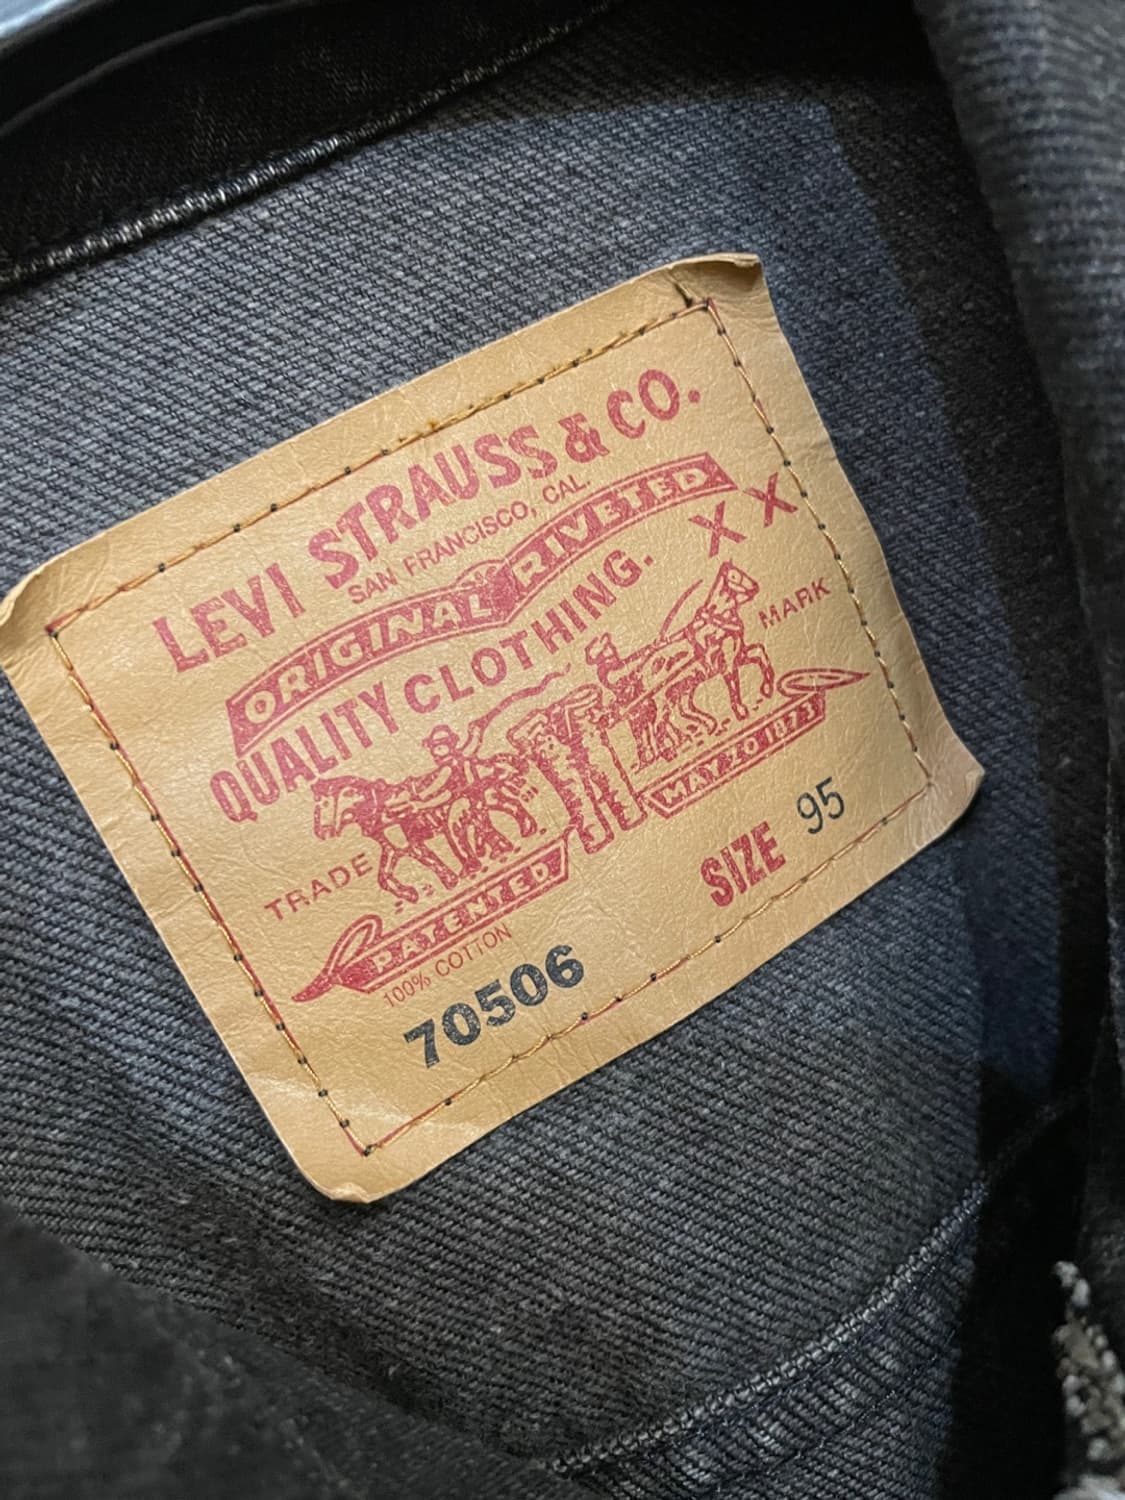 LEVI STRAUSS & CO.
SAN FRANCISCO, CAL.
ORIGINAL RIVETED
QUALITY CLOTHING.
X X
TRADE MARK
PATENTED MAY 20 1873
100% COTTON
SIZE 95
70506